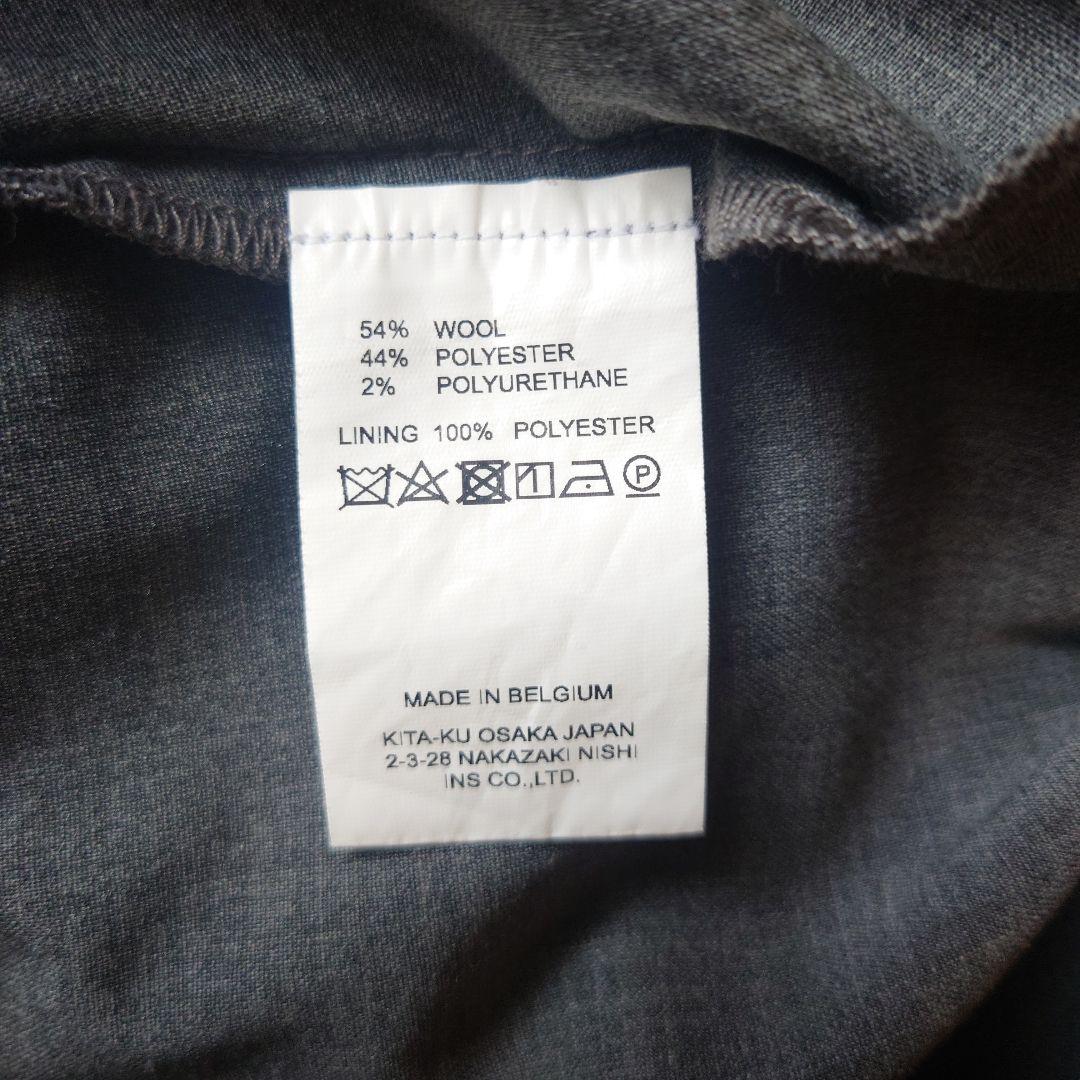 54% WOOL
44% POLYESTER
2% POLYURETHANE
LINING 100% POLYESTER
P
MADE IN BELGIUM
KITA-KU OSAKA JAPAN
2-3-28 NAKAZAKI NISHI
INS CO.,LTD.